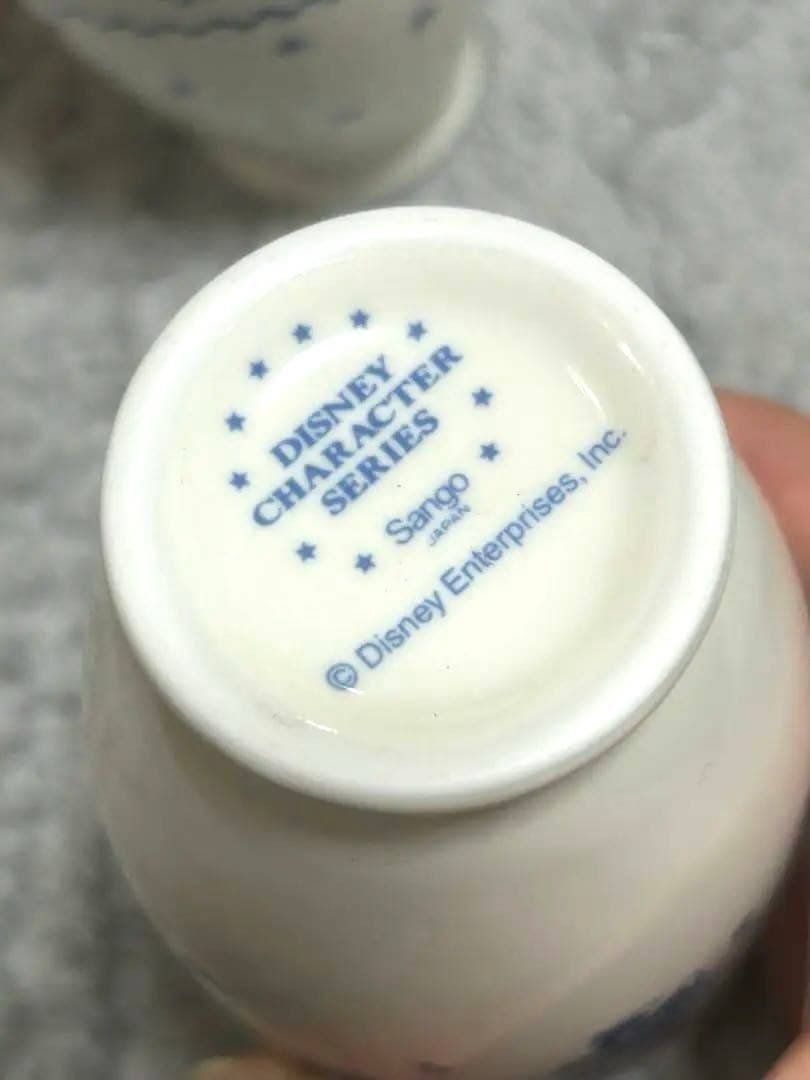 DISNEY
CHARACTER
SERIES
Sango
JAPAN
© Disney Enterprises, Inc.